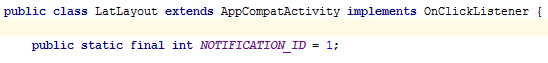 public class LatLayout extends AppCompatActivity implements OnClickListener {
public static final int NOTIFICATION_ID = 1;